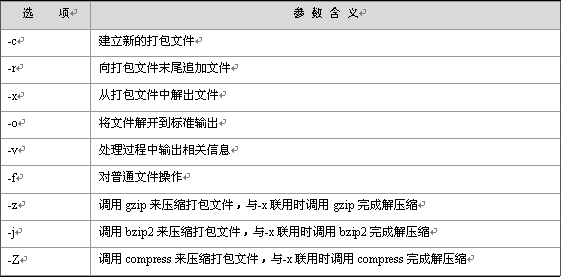 选 项 参 数 含 义
-c 建立新的打包文件
-r 向打包文件末尾追加文件
-x 从打包文件中解出文件
-o 将文件解开到标准输出
-v 处理过程中输出相关信息
-f 对普通文件操作
-z 调用 gzip 来压缩打包文件，与-x 联用时调用 gzip 完成解压缩
-j 调用 bzip2 来压缩打包文件，与-x 联用时调用 bzip2 完成解压缩
-Z 调用 compress 来压缩打包文件，与-x 联用时调用 compress 完成解压缩